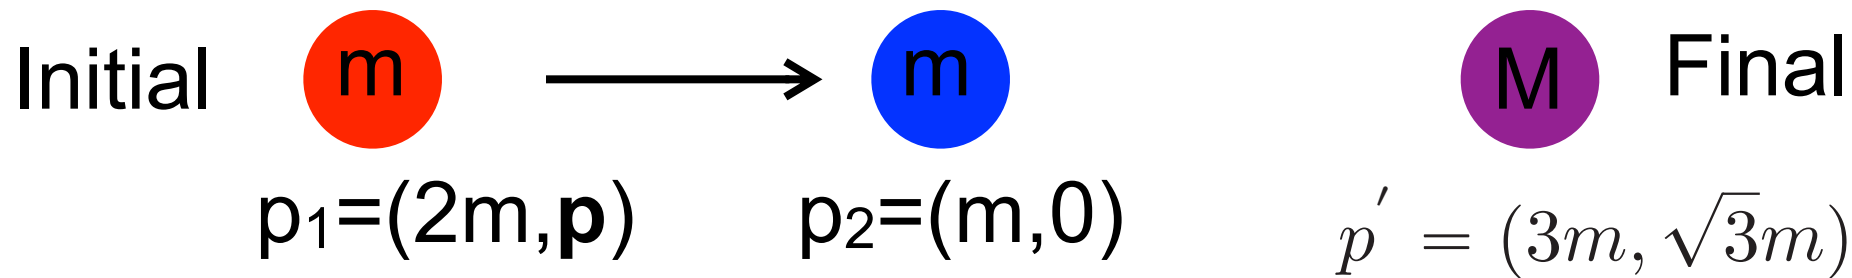 Initial m m M Final
p₁=(2m,p) p₂=(m,0) p′ = (3m, √3m)